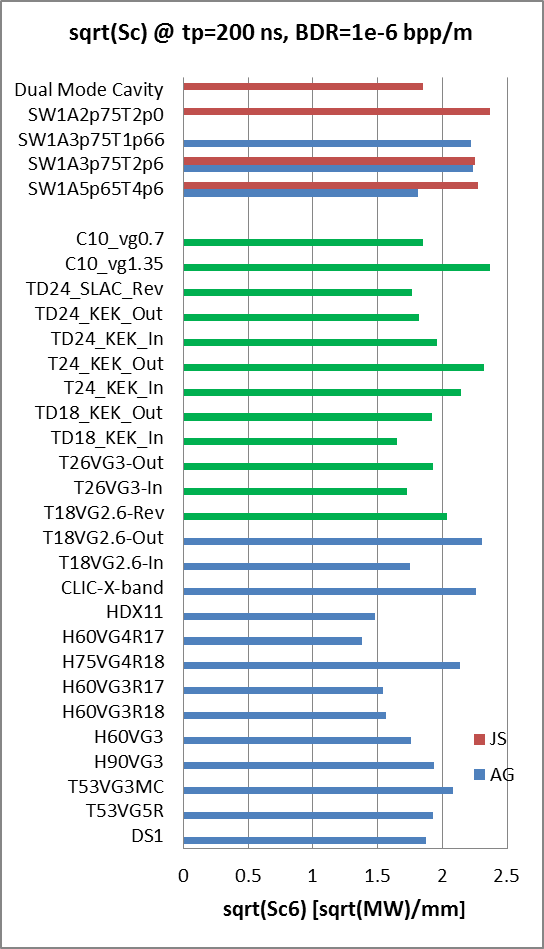 sqrt(Sc) @ tp=200 ns, BDR=1e-6 bpp/m
Dual Mode Cavity
SW1A2p75T2p0
SW1A3p75T1p66
SW1A3p75T2p6
SW1A5p65T4p6
C10_vg0.7
C10_vg1.35
TD24_SLAC_Rev
TD24_KEK_Out
TD24_KEK_In
T24_KEK_Out
T24_KEK_In
TD18_KEK_Out
TD18_KEK_In
T26VG3-Out
T26VG3-In
T18VG2.6-Rev
T18VG2.6-Out
T18VG2.6-In
CLIC-X-band
HDX11
H60VG4R17
H75VG4R18
H60VG3R17
H60VG3R18
H60VG3
H90VG3
T53VG3MC
T53VG5R
DS1
JS
AG
0 0.5 1 1.5 2 2.5
sqrt(Sc6) [sqrt(MW)/mm]